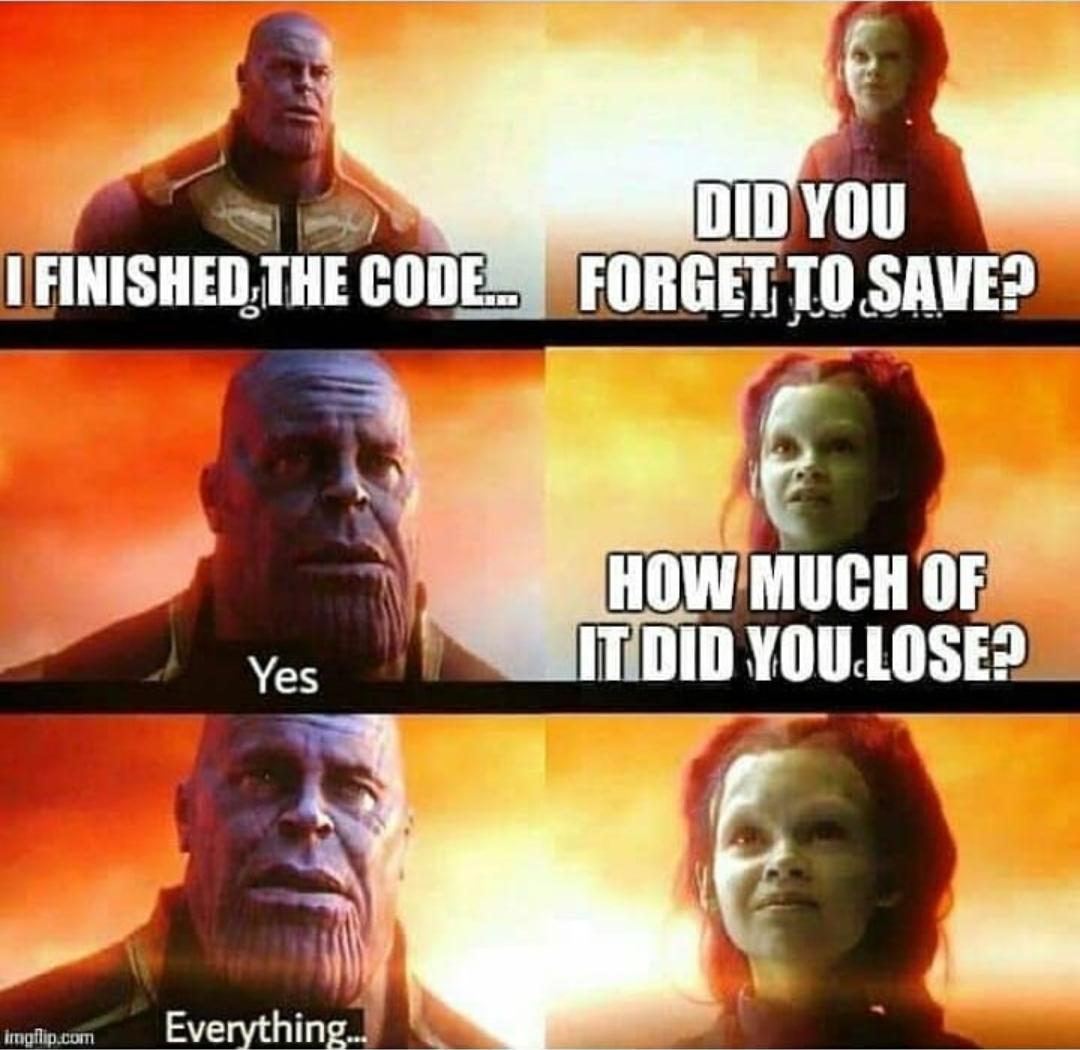 I FINISHED THE CODE...
DID YOU
FORGET TO SAVE?
Yes
HOW MUCH OF
IT DID YOU LOSE?
Everything...
imgflip.com